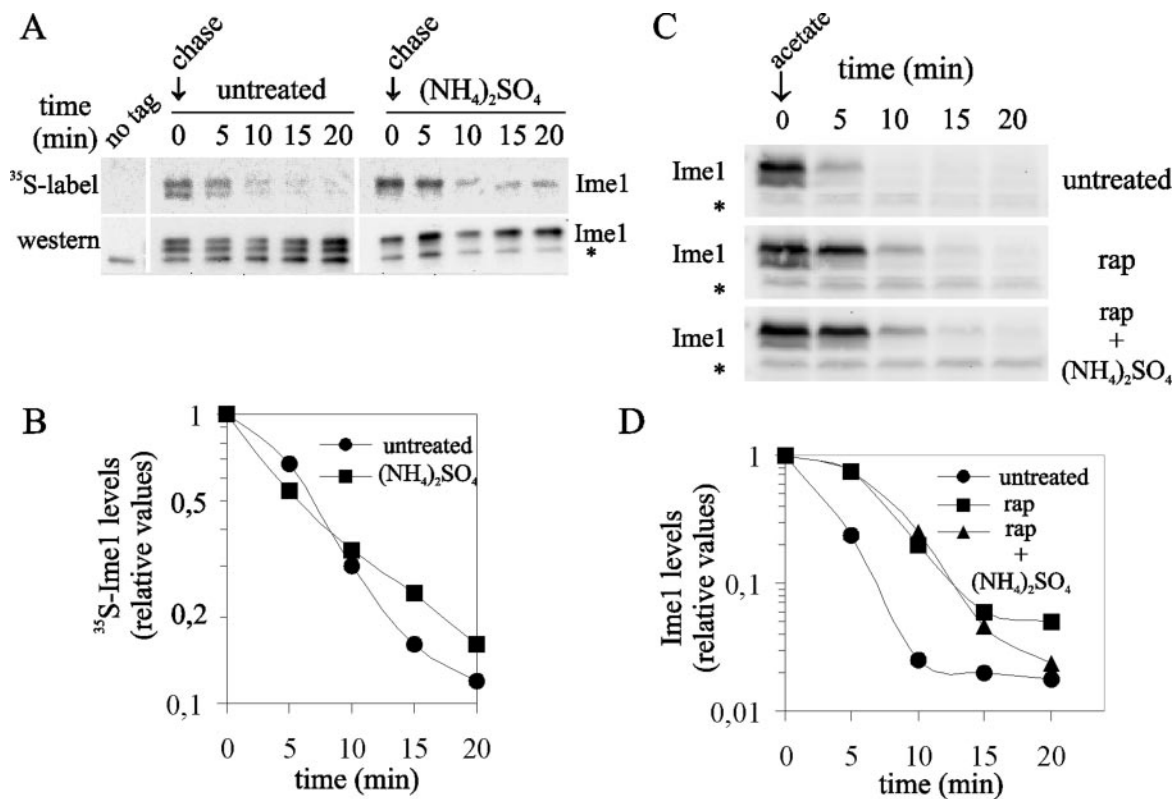 A
chase
chase
untreated
(NH₄)₂SO₄
time
(min)
no tag
0 5 10 15 20
0 5 10 15 20
³⁵S-label
Ime1
western
Ime1
*
C
acetate
time (min)
0 5 10 15 20
Ime1
*
untreated
Ime1
*
rap
Ime1
*
rap
+
(NH₄)₂SO₄
B
³⁵S-Ime1 levels
(relative values)
1
0,5
0,2
0,1
untreated
(NH₄)₂SO₄
0 5 10 15 20
time (min)
D
Ime1 levels
(relative values)
1
0,1
0,01
untreated
rap
rap
+
(NH₄)₂SO₄
0 5 10 15 20
time (min)